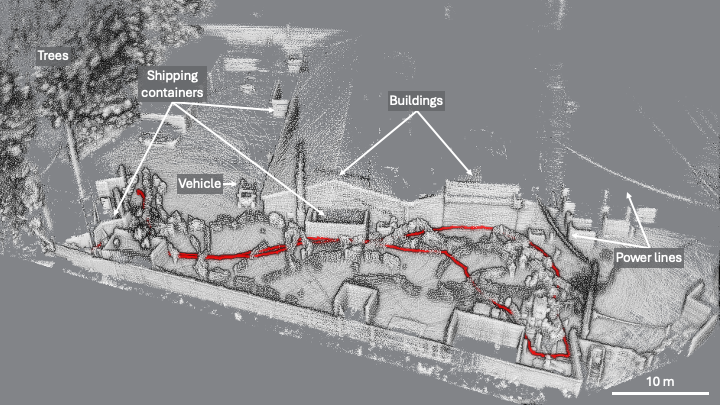 Trees
Shipping
containers
Buildings
Vehicle
Power lines
10 m